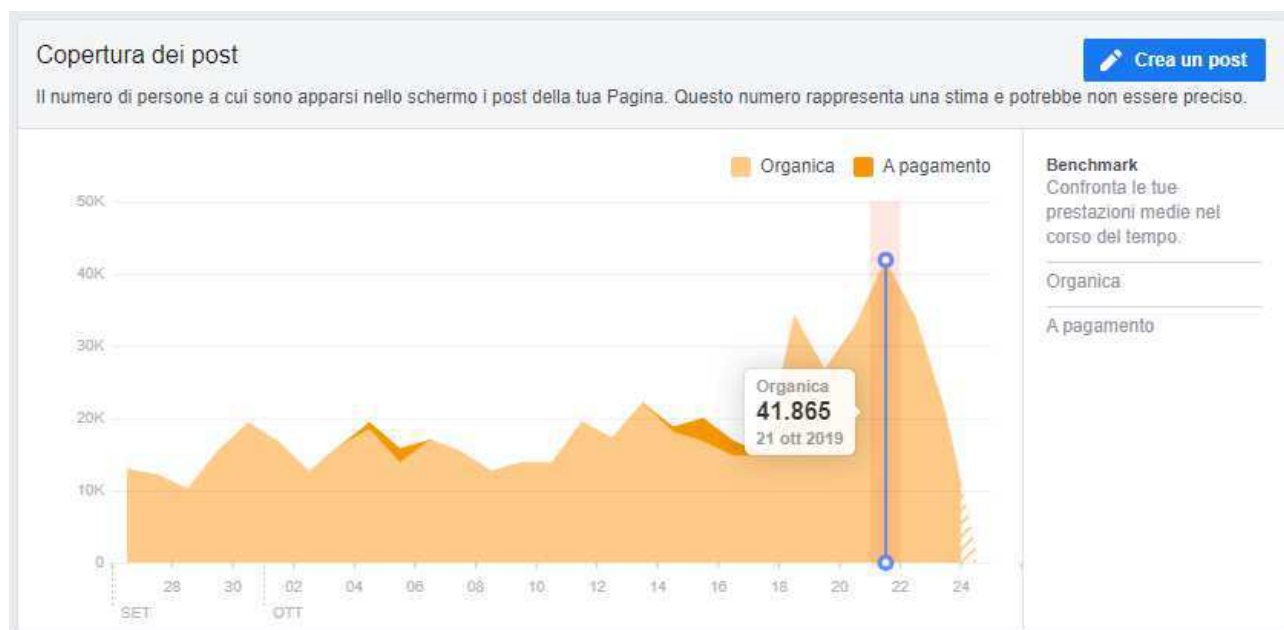 Copertura dei post
Crea un post
Il numero di persone a cui sono apparsi nello schermo i post della tua Pagina. Questo numero rappresenta una stima e potrebbe non essere preciso.
Organica
A pagamento
Benchmark
Confronta le tue
prestazioni medie nel
corso del tempo.
Organica
A pagamento
50K
40K
30K
20K
10K
0
Organica
41.865
21 ott 2019
28 30 02 04 06 08 10 12 14 16 18 20 22 24
SET OTT